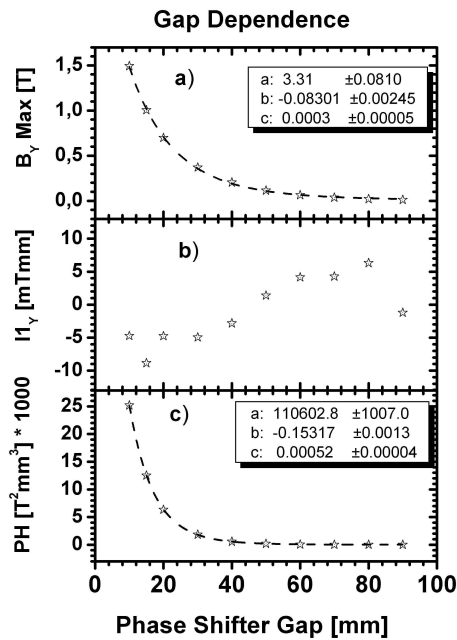 Gap Dependence
B_Y Max [T]
1,5
1,0
0,5
0,0
a)
a: 3.31 ±0.0810
b: -0.08301 ±0.00245
c: 0.0003 ±0.00005
I1_Y [mTmm]
10
5
0
-5
-10
b)
PH [T²mm³] * 1000
25
20
15
10
5
0
c)
a: 110602.8 ±1007.0
b: -0.15317 ±0.0013
c: 0.00052 ±0.00004
0 20 40 60 80 100
Phase Shifter Gap [mm]